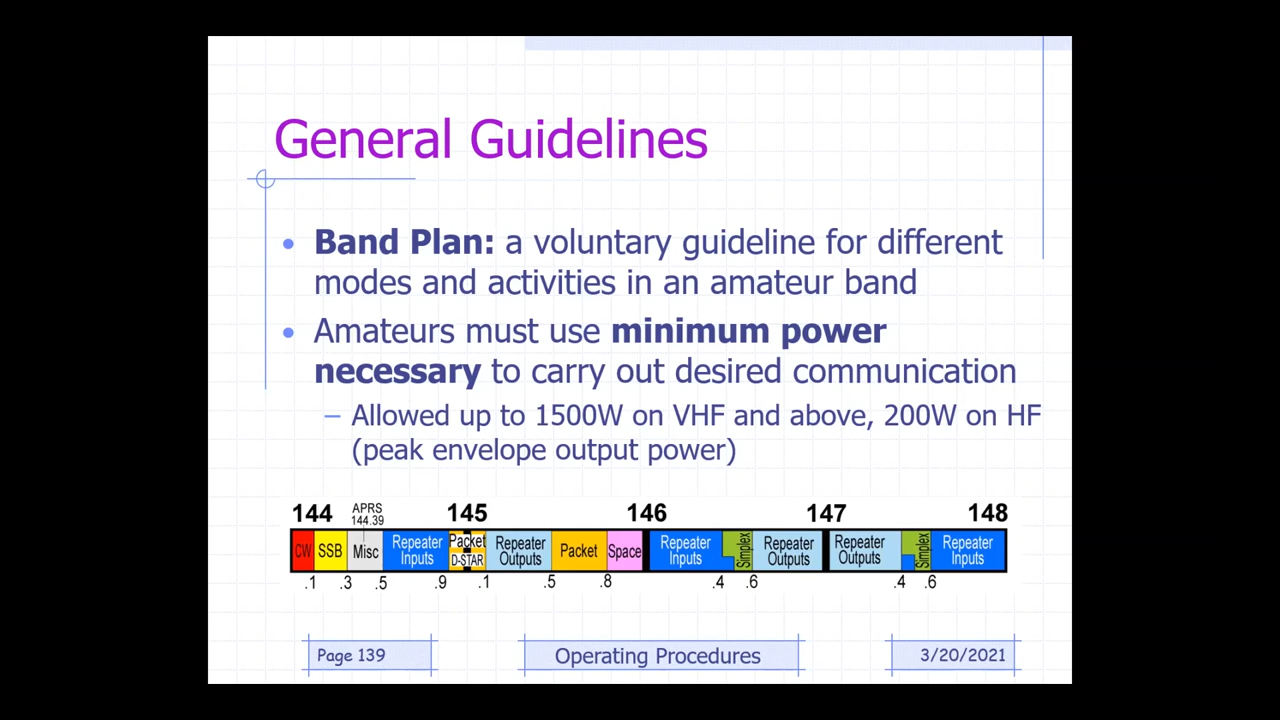 General Guidelines
• Band Plan: a voluntary guideline for different
modes and activities in an amateur band
• Amateurs must use minimum power
necessary to carry out desired communication
– Allowed up to 1500W on VHF and above, 200W on HF
(peak envelope output power)
144 APRS 145 146 147 148
144.39
CW SSB Misc Repeater Packet Repeater Packet Space Repeater Simplex Repeater Repeater Simplex Repeater
Inputs D-STAR Outputs Inputs Outputs Outputs Inputs
.1 .3 .5 .9 .1 .5 .8 .4 .6 .4 .6
Page 139 Operating Procedures 3/20/2021